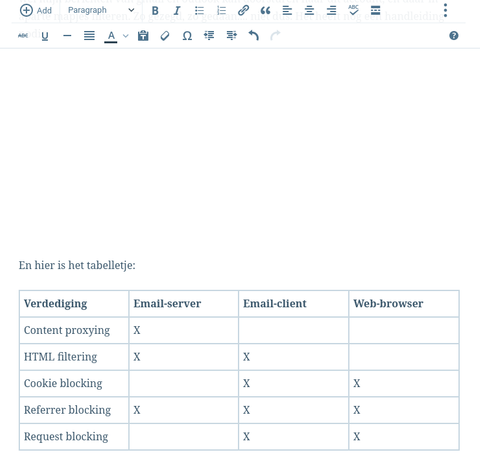 Add Paragraph B I
ABC U A Ω
En hier is het tabelletje:
Verdediging Email-server Email-client Web-browser
Content proxying X
HTML filtering X X
Cookie blocking X X
Referrer blocking X X X
Request blocking X X